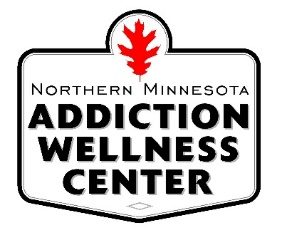 Northern Minnesota
ADDICTION
WELLNESS
CENTER